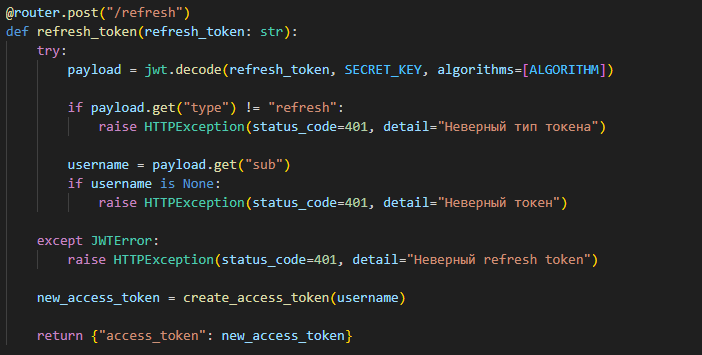 @router.post("/refresh")
def refresh_token(refresh_token: str):
    try:
        payload = jwt.decode(refresh_token, SECRET_KEY, algorithms=[ALGORITHM])

        if payload.get("type") != "refresh":
            raise HTTPException(status_code=401, detail="Неверный тип токена")

        username = payload.get("sub")
        if username is None:
            raise HTTPException(status_code=401, detail="Неверный токен")

    except JWTError:
        raise HTTPException(status_code=401, detail="Неверный refresh token")

    new_access_token = create_access_token(username)

    return {"access_token": new_access_token}